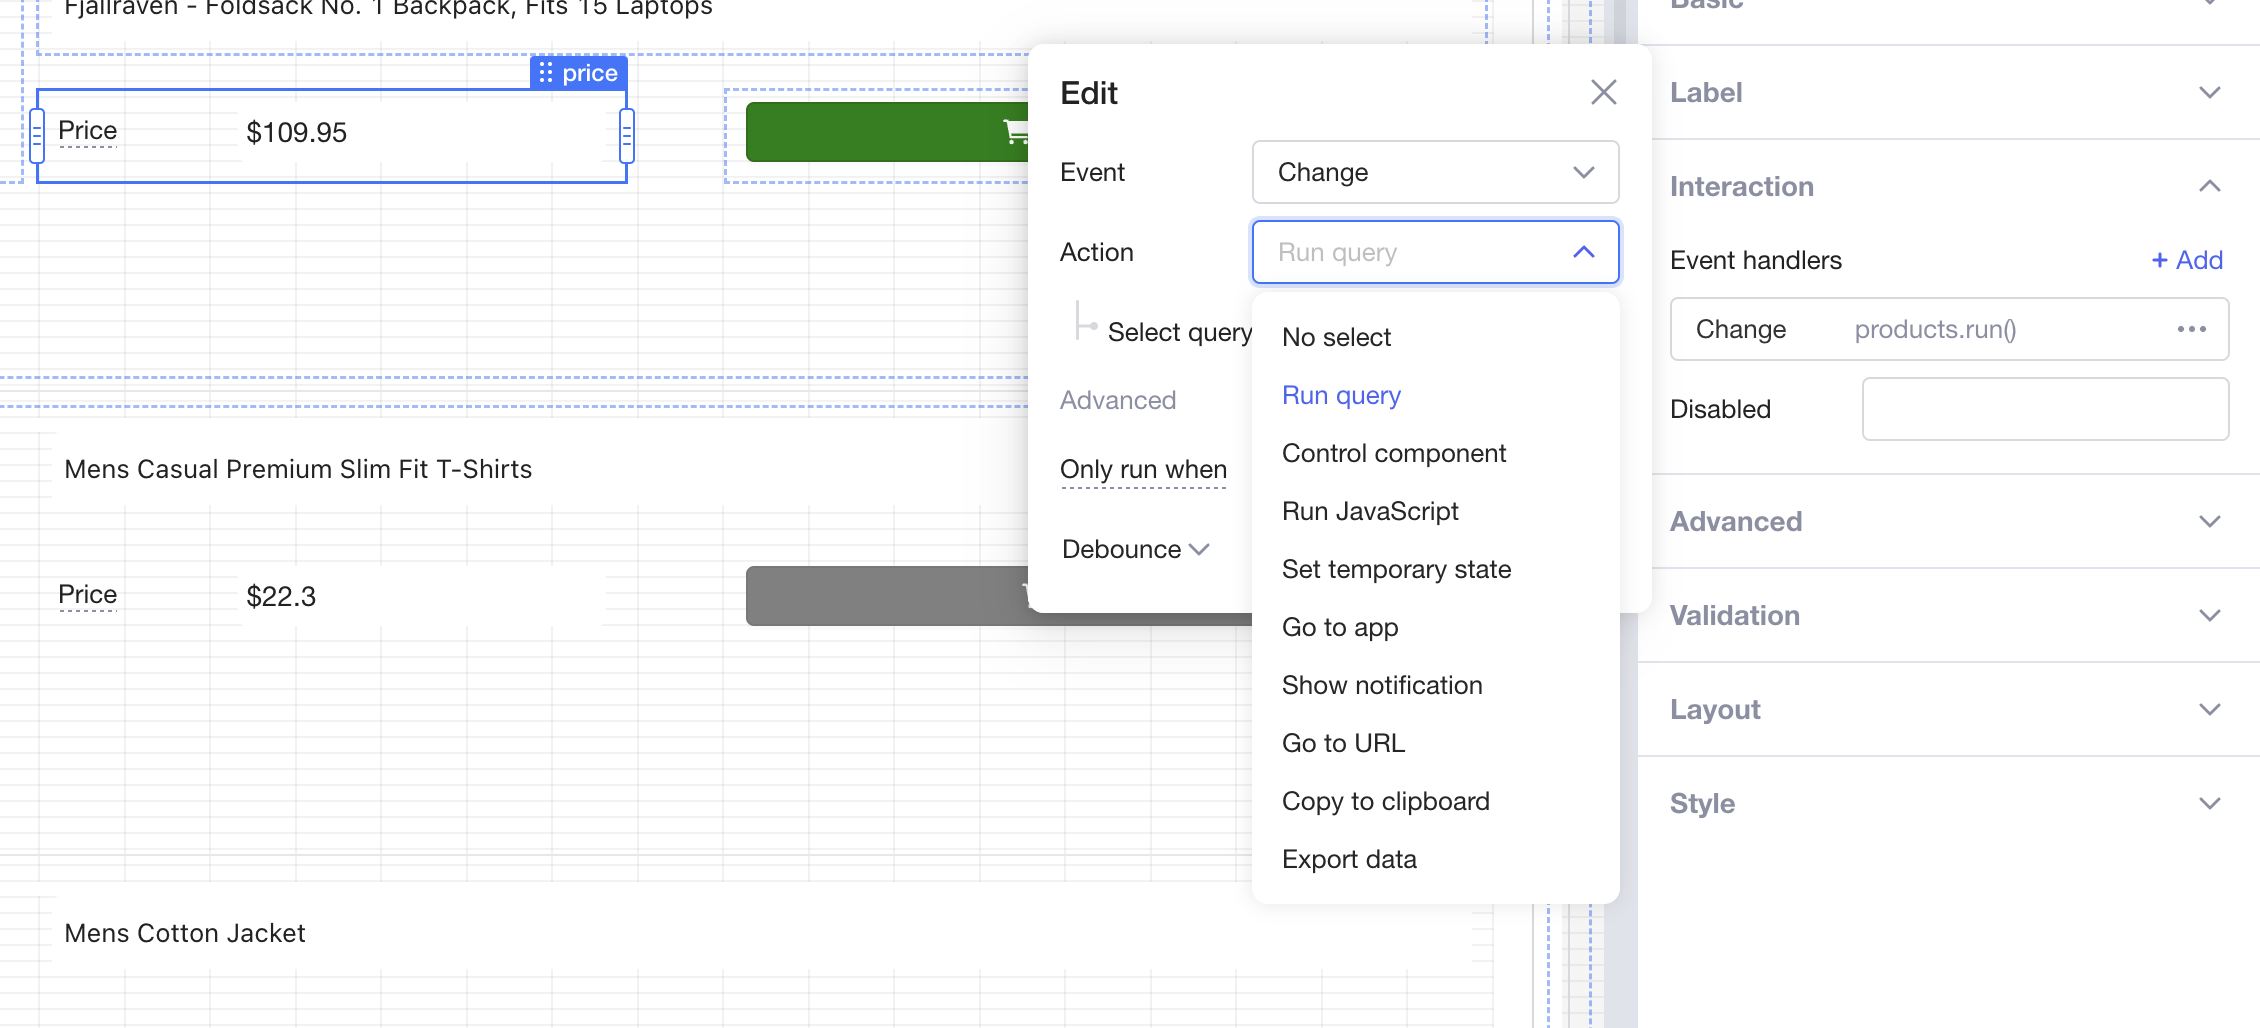 Fjallraven - Foldsack No. 1 Backpack, Fits 15 Laptops
price
Price
$109.95
Mens Casual Premium Slim Fit T-Shirts
Price
$22.3
Mens Cotton Jacket
Edit
Event
Change
Action
Run query
Select query
Advanced
Only run when
Debounce
No select
Run query
Control component
Run JavaScript
Set temporary state
Go to app
Show notification
Go to URL
Copy to clipboard
Export data
Basic
Label
Interaction
Event handlers
+ Add
Change products.run()
Disabled
Advanced
Validation
Layout
Style